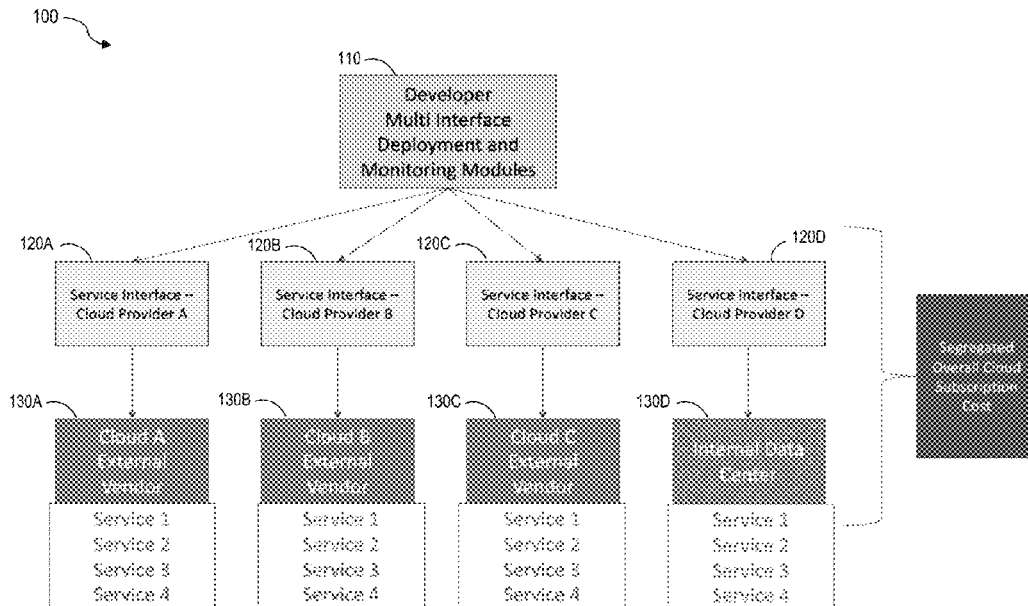 100
110
Developer
Multi Interface
Deployment and
Monitoring Modules
120A
120B
120C
120D
Service Interface --
Cloud Provider A
Service Interface --
Cloud Provider B
Service Interface --
Cloud Provider C
Service Interface --
Cloud Provider D
Segregated
Overall Cloud
Subscription
Cost
130A
130B
130C
130D
Cloud A
External
Vendor
Cloud B
External
Vendor
Cloud C
External
Vendor
Internal Data
Center
Service 1
Service 2
Service 3
Service 4
Service 1
Service 2
Service 3
Service 4
Service 1
Service 2
Service 3
Service 4
Service 1
Service 2
Service 3
Service 4